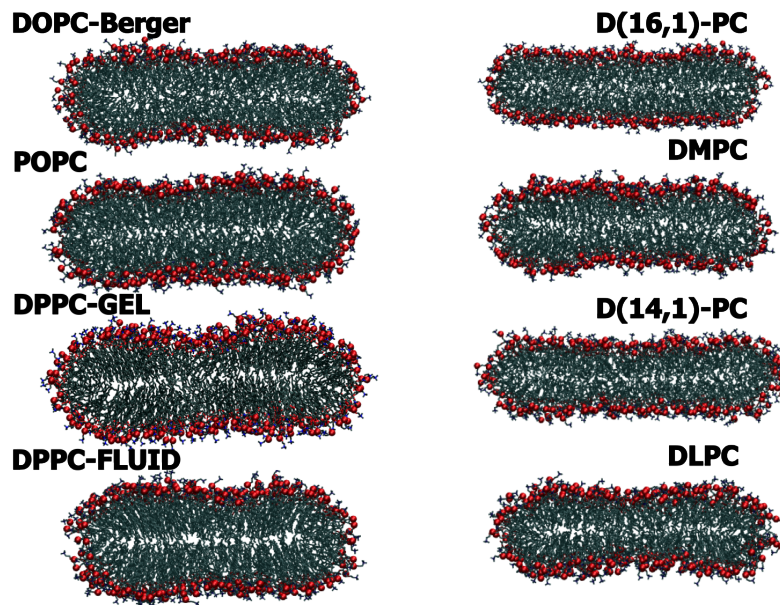 DOPC-Berger
D(16,1)-PC
POPC
DMPC
DPPC-GEL
D(14,1)-PC
DPPC-FLUID
DLPC